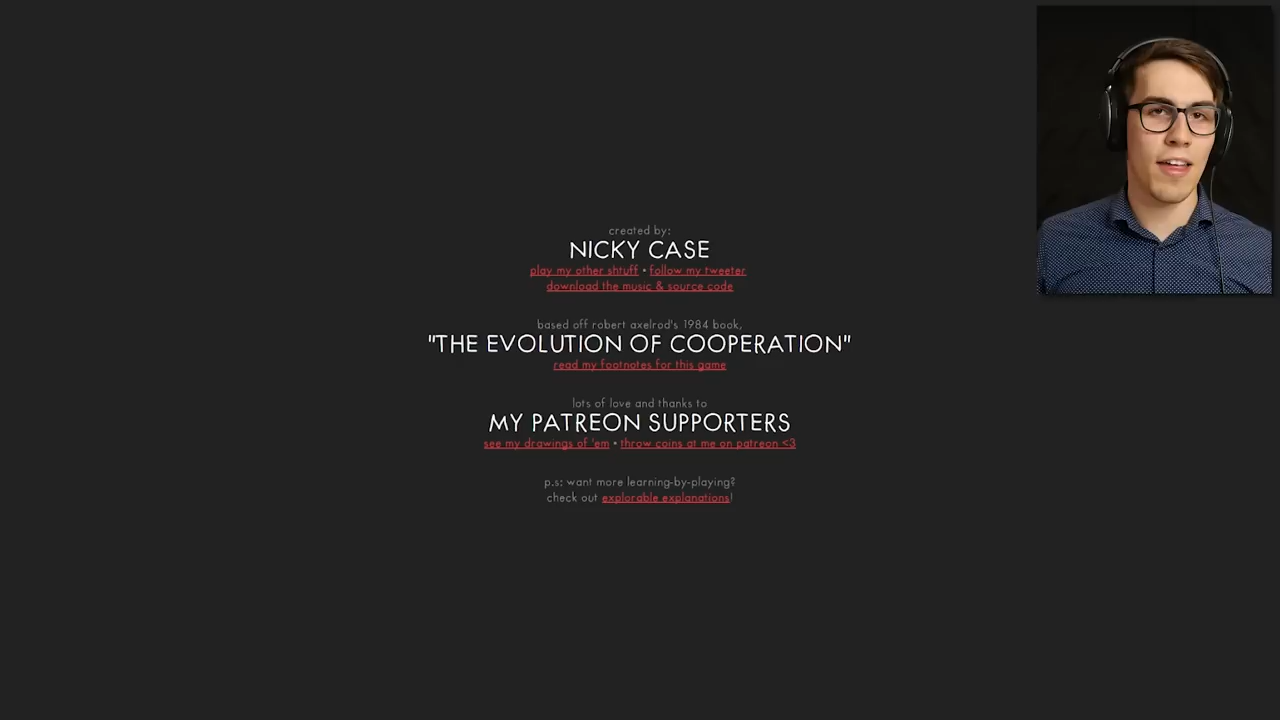 created by:
NICKY CASE
play my other shtuff • follow my tweeter
download the music & source code
based off robert axelrod's 1984 book,
"THE EVOLUTION OF COOPERATION"
read my footnotes for this game
lots of love and thanks to
MY PATREON SUPPORTERS
see my drawings of 'em • throw coins at me on patreon <3
p.s: want more learning-by-playing?
check out explorable explanations!